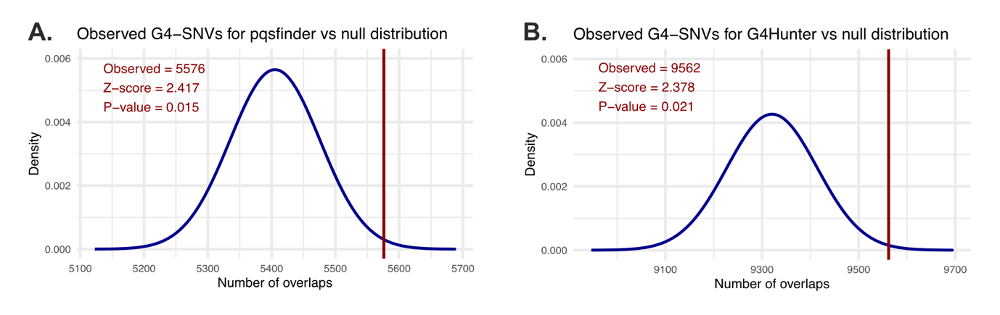 A.
Observed G4−SNVs for pqsfinder vs null distribution
0.006
0.004
0.002
0.000
Density
Observed = 5576
Z−score = 2.417
P−value = 0.015
5100 5200 5300 5400 5500 5600 5700
Number of overlaps
B.
Observed G4−SNVs for G4Hunter vs null distribution
0.006
0.004
0.002
0.000
Density
Observed = 9562
Z−score = 2.378
P−value = 0.021
9100 9300 9500 9700
Number of overlaps